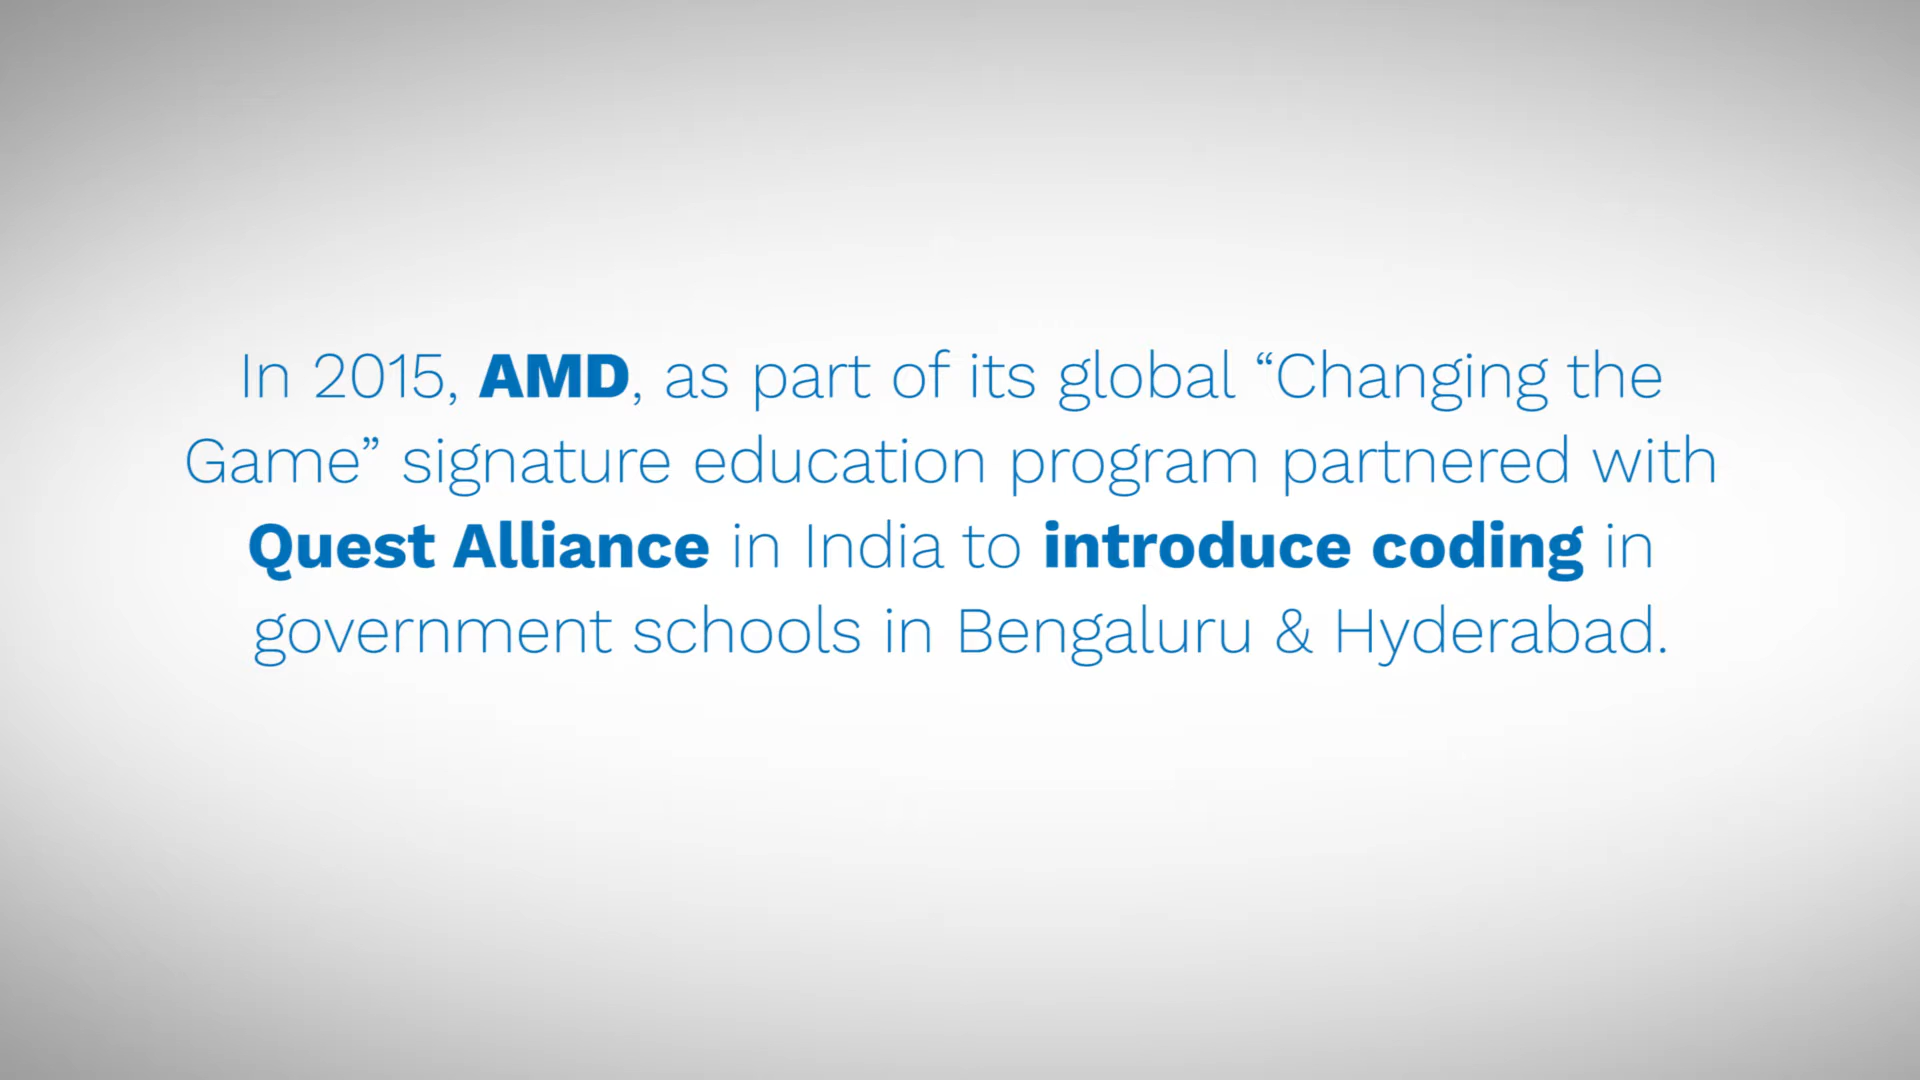 In 2015, AMD, as part of its global “Changing the
Game” signature education program partnered with
Quest Alliance in India to introduce coding in
government schools in Bengaluru & Hyderabad.